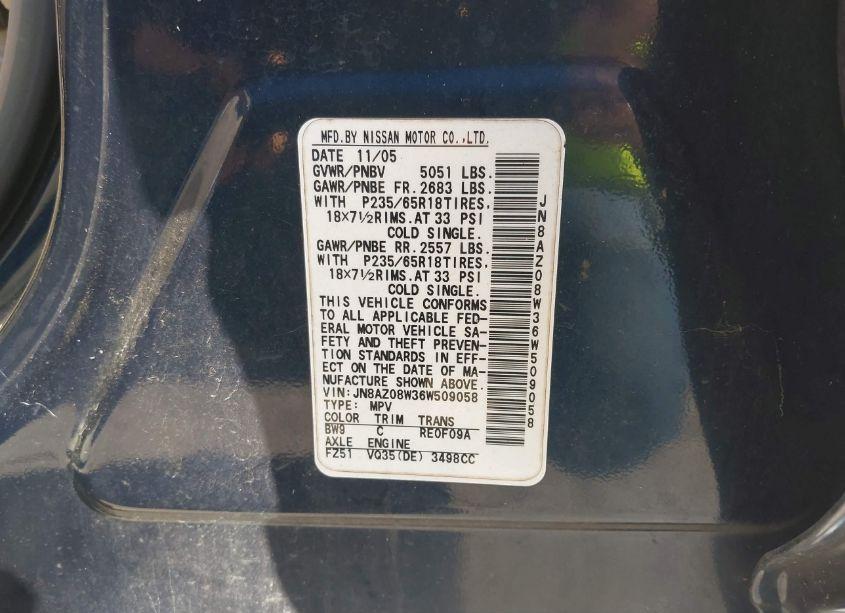 MFD.BY NISSAN MOTOR CO.,LTD.
DATE 11/05
GVWR/PNBV 5051 LBS.
GAWR/PNBE FR. 2683 LBS.
WITH P235/65R18TIRES,
18×7½RIMS.AT 33 PSI
COLD SINGLE.
GAWR/PNBE RR. 2557 LBS.
WITH P235/65R18TIRES,
18×7½RIMS.AT 33 PSI
COLD SINGLE.
THIS VEHICLE CONFORMS
TO ALL APPLICABLE FED-
ERAL MOTOR VEHICLE SA-
FETY AND THEFT PREVEN-
TION STANDARDS IN EFF-
ECT ON THE DATE OF MA-
NUFACTURE SHOWN ABOVE.
VIN:JN8AZ08W36W509058
TYPE: MPV
COLOR TRIM TRANS
BW9 C RE0F09A
AXLE ENGINE
FZ51 VQ35(DE) 3498CC
JN8AZ08W36W509058